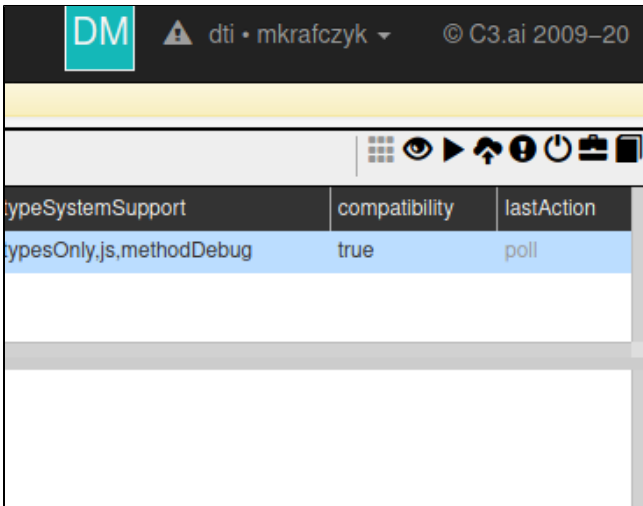 DM dti • mkrafczyk © C3.ai 2009–20
typeSystemSupport compatibility lastAction
typesOnly,js,methodDebug true poll